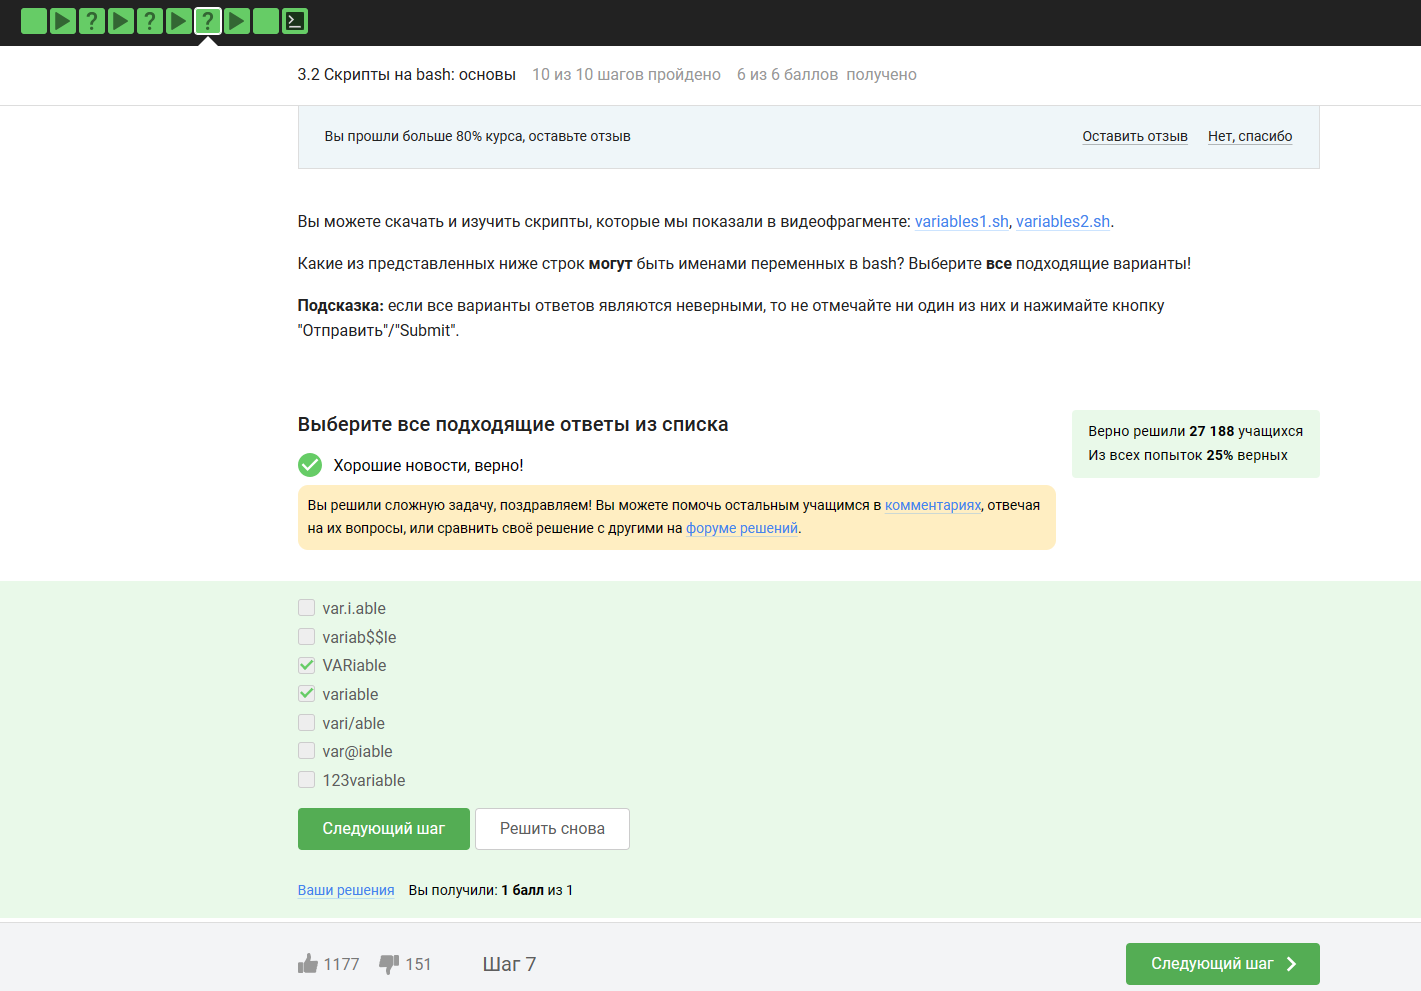 3.2 Скрипты на bash: основы 10 из 10 шагов пройдено 6 из 6 баллов получено
Вы прошли больше 80% курса, оставьте отзыв Оставить отзыв Нет, спасибо
Вы можете скачать и изучить скрипты, которые мы показали в видеофрагменте: variables1.sh, variables2.sh.
Какие из представленных ниже строк могут быть именами переменных в bash? Выберите все подходящие варианты!
Подсказка: если все варианты ответов являются неверными, то не отмечайте ни один из них и нажимайте кнопку
"Отправить"/"Submit".
Выберите все подходящие ответы из списка
Верно решили 27 188 учащихся
Из всех попыток 25% верных
Хорошие новости, верно!
Вы решили сложную задачу, поздравляем! Вы можете помочь остальным учащимся в комментариях, отвечая
на их вопросы, или сравнить своё решение с другими на форуме решений.
var.i.able
variab$$le
VARiable
variable
vari/able
var@iable
123variable
Следующий шаг Решить снова
Ваши решения Вы получили: 1 балл из 1
1177 151 Шаг 7 Следующий шаг